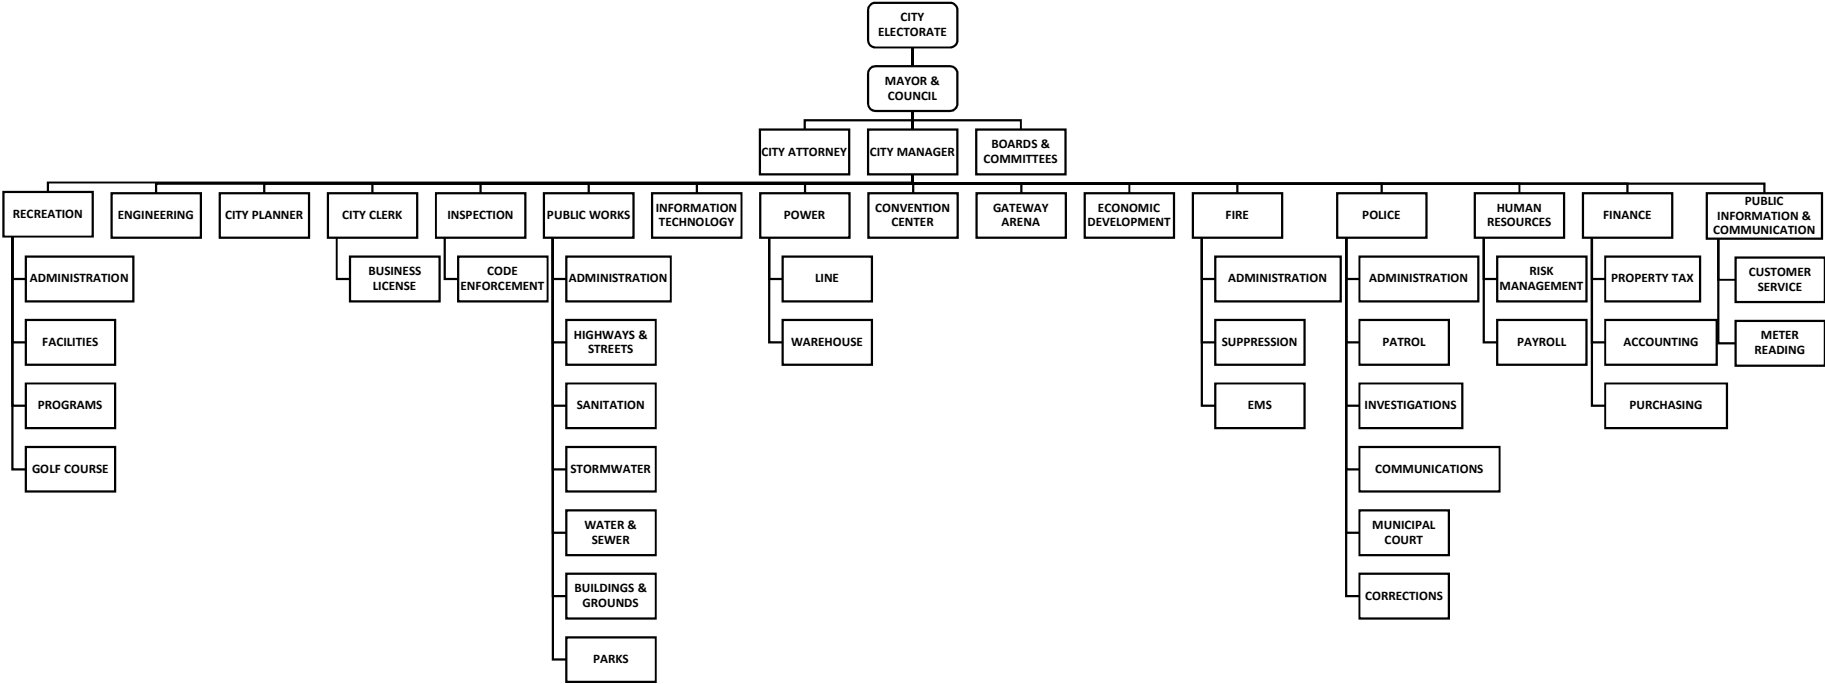 CITY
ELECTORATE
MAYOR &
COUNCIL
CITY ATTORNEY
CITY MANAGER
BOARDS &
COMMITTEES
RECREATION
ENGINEERING
CITY PLANNER
CITY CLERK
INSPECTION
PUBLIC WORKS
INFORMATION
TECHNOLOGY
POWER
CONVENTION
CENTER
GATEWAY
ARENA
ECONOMIC
DEVELOPMENT
FIRE
POLICE
HUMAN
RESOURCES
FINANCE
PUBLIC
INFORMATION &
COMMUNICATION
ADMINISTRATION
FACILITIES
PROGRAMS
GOLF COURSE
BUSINESS
LICENSE
CODE
ENFORCEMENT
ADMINISTRATION
HIGHWAYS &
STREETS
SANITATION
STORMWATER
WATER &
SEWER
BUILDINGS &
GROUNDS
PARKS
LINE
WAREHOUSE
ADMINISTRATION
SUPPRESSION
EMS
ADMINISTRATION
PATROL
INVESTIGATIONS
COMMUNICATIONS
MUNICIPAL
COURT
CORRECTIONS
RISK
MANAGEMENT
PAYROLL
PROPERTY TAX
ACCOUNTING
PURCHASING
CUSTOMER
SERVICE
METER
READING